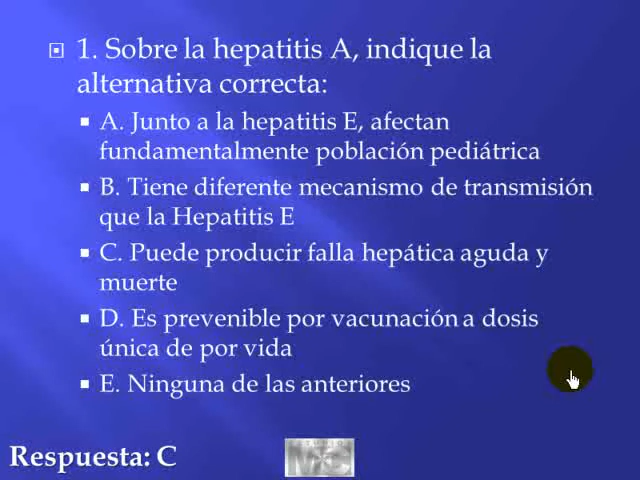 1. Sobre la hepatitis A, indique la
alternativa correcta:
A. Junto a la hepatitis E, afectan
fundamentalmente población pediátrica
B. Tiene diferente mecanismo de transmisión
que la Hepatitis E
C. Puede producir falla hepática aguda y
muerte
D. Es prevenible por vacunación a dosis
única de por vida
E. Ninguna de las anteriores
Respuesta: C